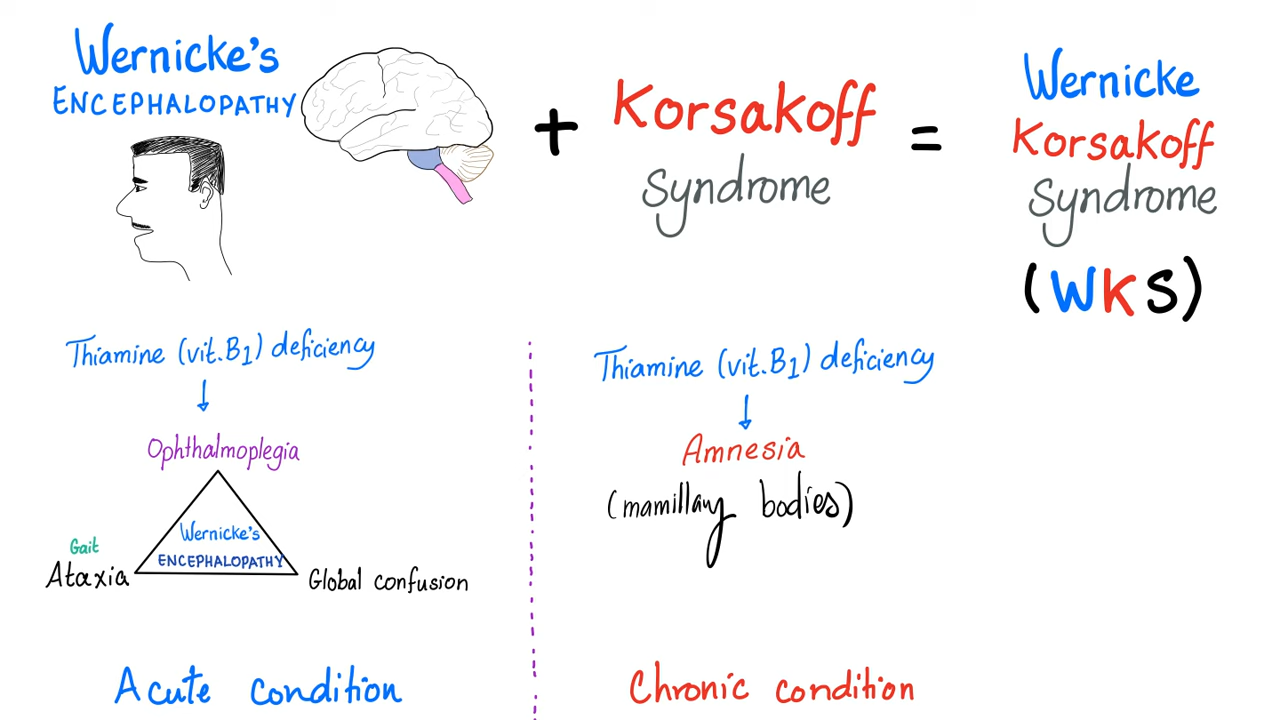 Wernicke's
ENCEPHALOPATHY
+
Korsakoff
Syndrome
=
Wernicke
Korsakoff
Syndrome
(WKS)
Thiamine (vit.B1) deficiency
↓
Ophthalmoplegia
Wernicke's
ENCEPHALOPATHY
Gait
Ataxia
Global confusion
Acute condition
Thiamine (vit.B1) deficiency
↓
Amnesia
(mamillary bodies)
Chronic condition